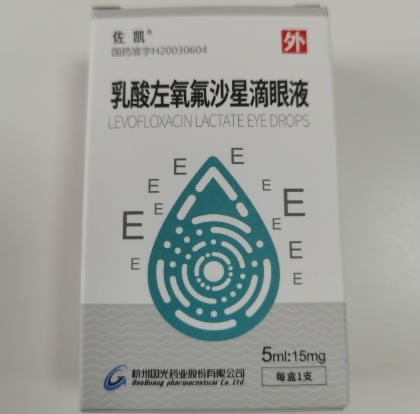 佐凯®
国药准字H20030604
外
乳酸左氧氟沙星滴眼液
LEVOFLOXACIN LACTATE EYE DROPS
E
E
E
E
E
E
E
E
E
E
杭州国光药业股份有限公司
GuoGuang pharmaceutical Co.Ltd
5ml:15mg
每盒1支